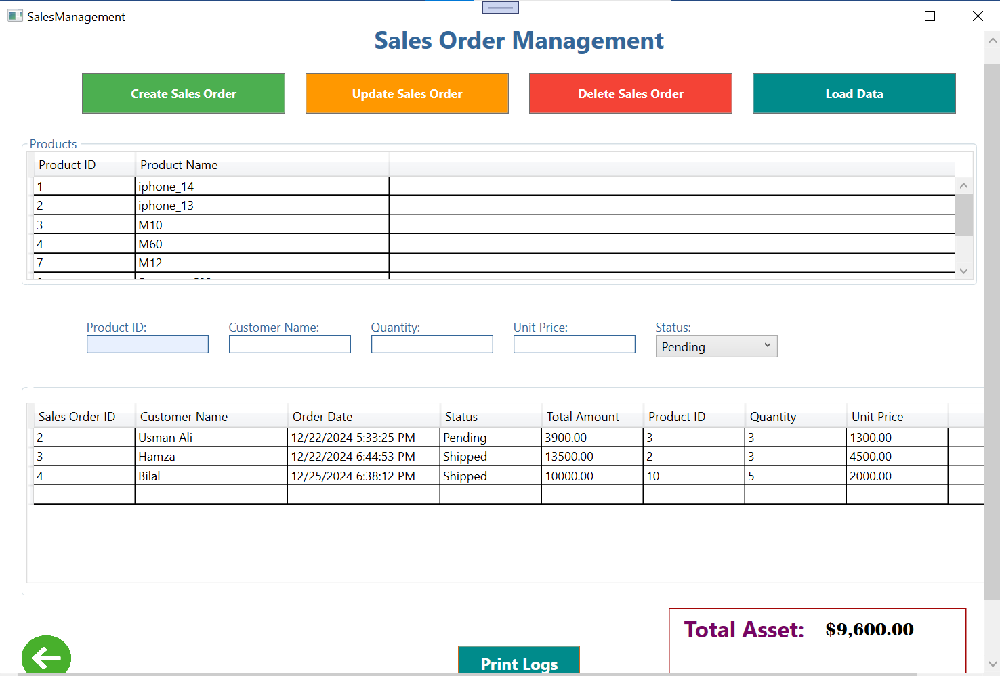 SalesManagement
Sales Order Management
Create Sales Order Update Sales Order Delete Sales Order Load Data
Products
Product ID Product Name
1 iphone_14
2 iphone_13
3 M10
4 M60
7 M12
Product ID: Customer Name: Quantity: Unit Price: Status:
Pending
Sales Order ID Customer Name Order Date Status Total Amount Product ID Quantity Unit Price
2 Usman Ali 12/22/2024 5:33:25 PM Pending 3900.00 3 3 1300.00
3 Hamza 12/22/2024 6:44:53 PM Shipped 13500.00 2 3 4500.00
4 Bilal 12/25/2024 6:38:12 PM Shipped 10000.00 10 5 2000.00
Total Asset: $9,600.00
Print Logs